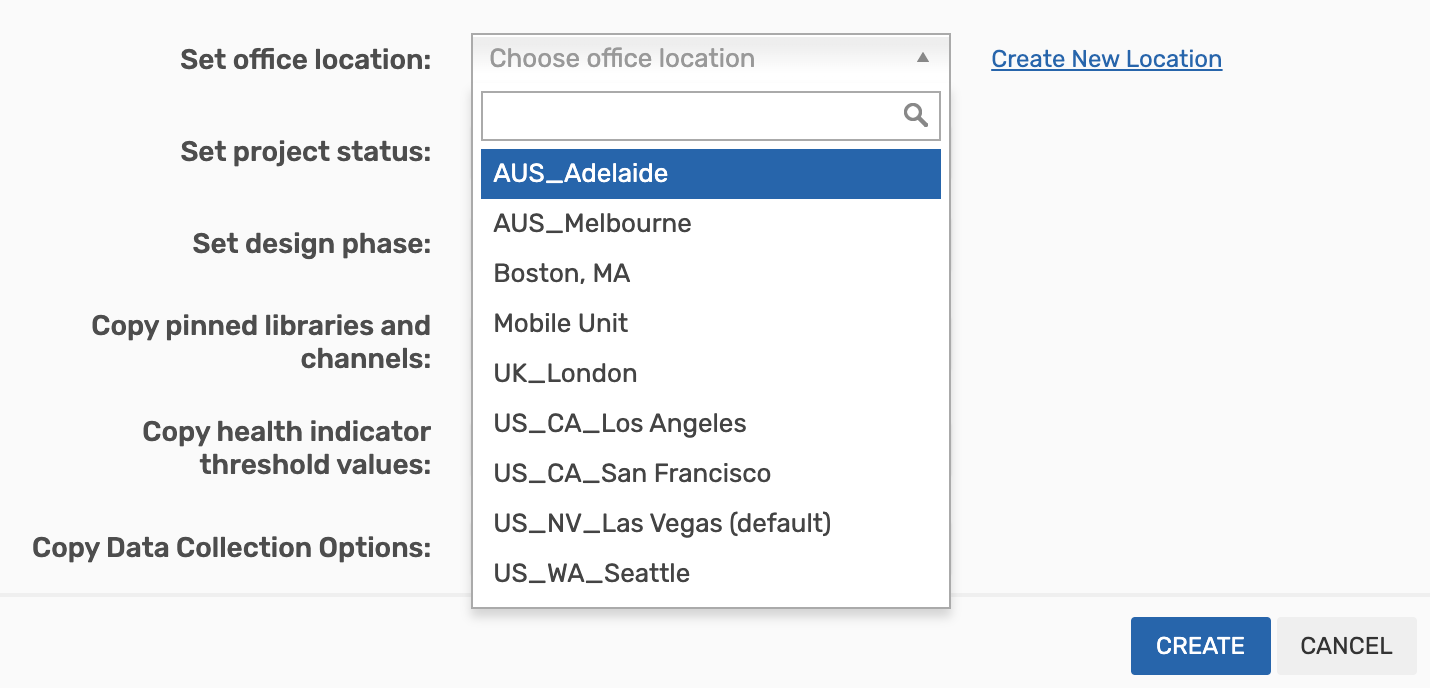 Set office location:
Choose office location
Create New Location
Set project status:
AUS_Adelaide
AUS_Melbourne
Set design phase:
Boston, MA
Copy pinned libraries and
channels:
Mobile Unit
UK_London
Copy health indicator
threshold values:
US_CA_Los Angeles
US_CA_San Francisco
Copy Data Collection Options:
US_NV_Las Vegas (default)
US_WA_Seattle
CREATE
CANCEL